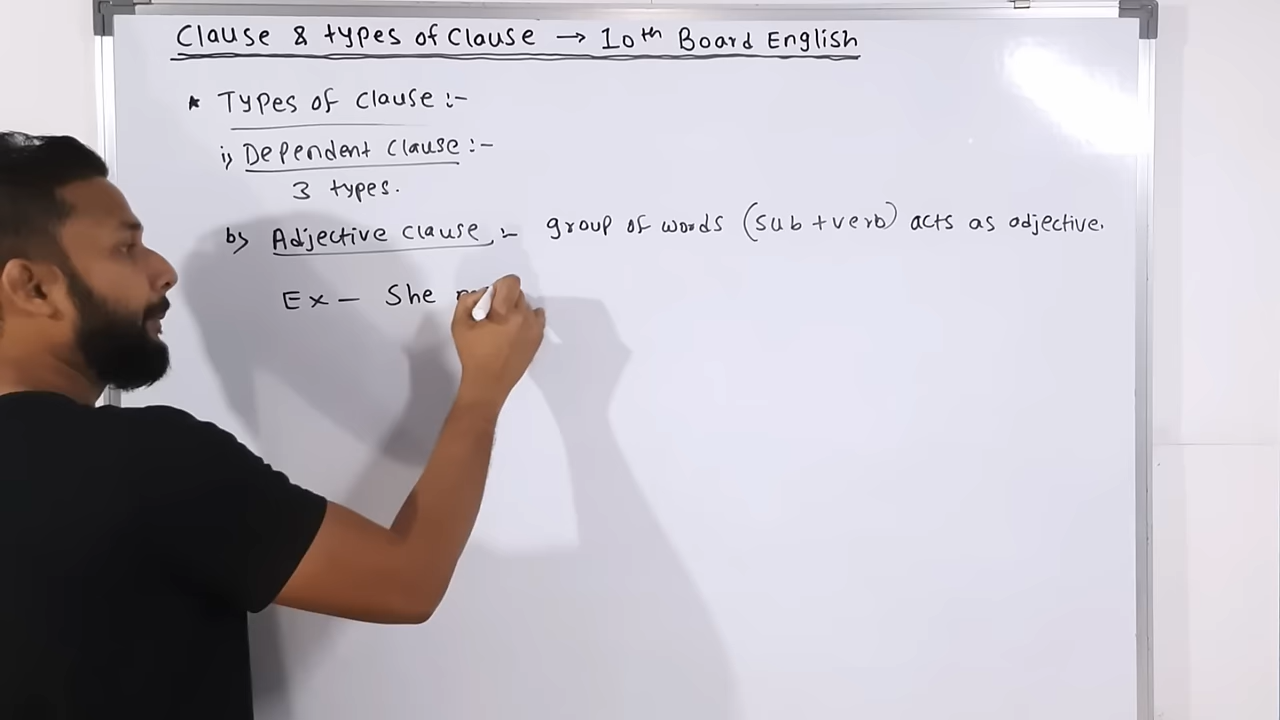 Clause & types of Clause → 10th Board English
* Types of clause :-
i) Dependent clause :-
3 types.
b) Adjective clause :- group of words (sub + verb) acts as adjective.
Ex - She